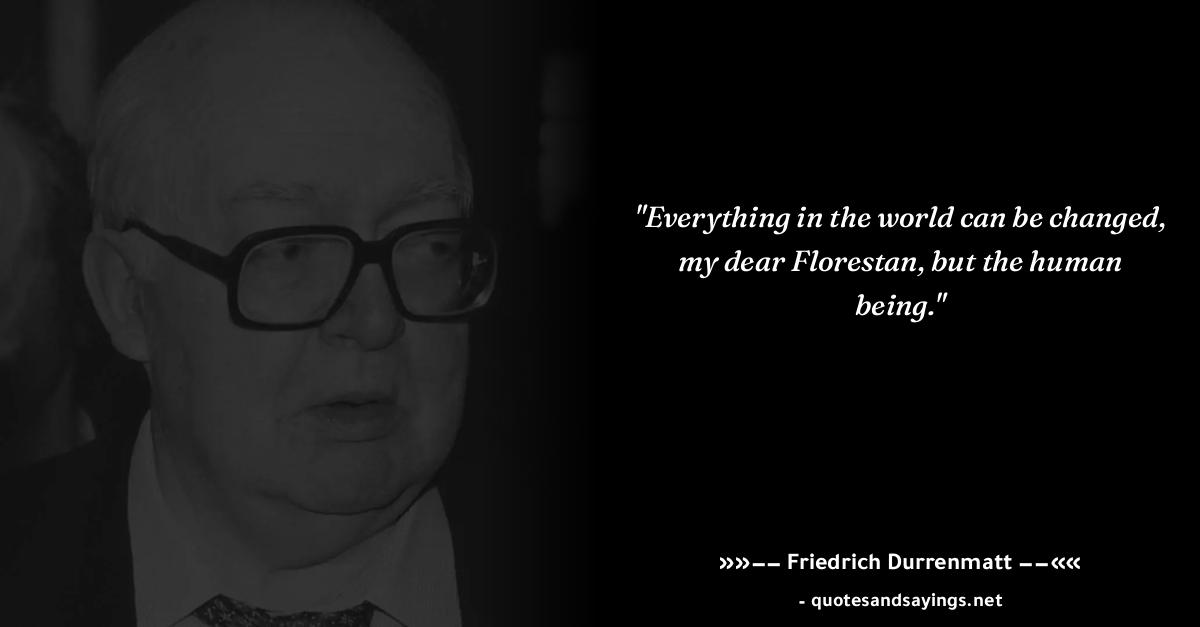 "Everything in the world can be changed,
my dear Florestan, but the human
being."
»»–– Friedrich Durrenmatt ––««
- quotesandsayings.net